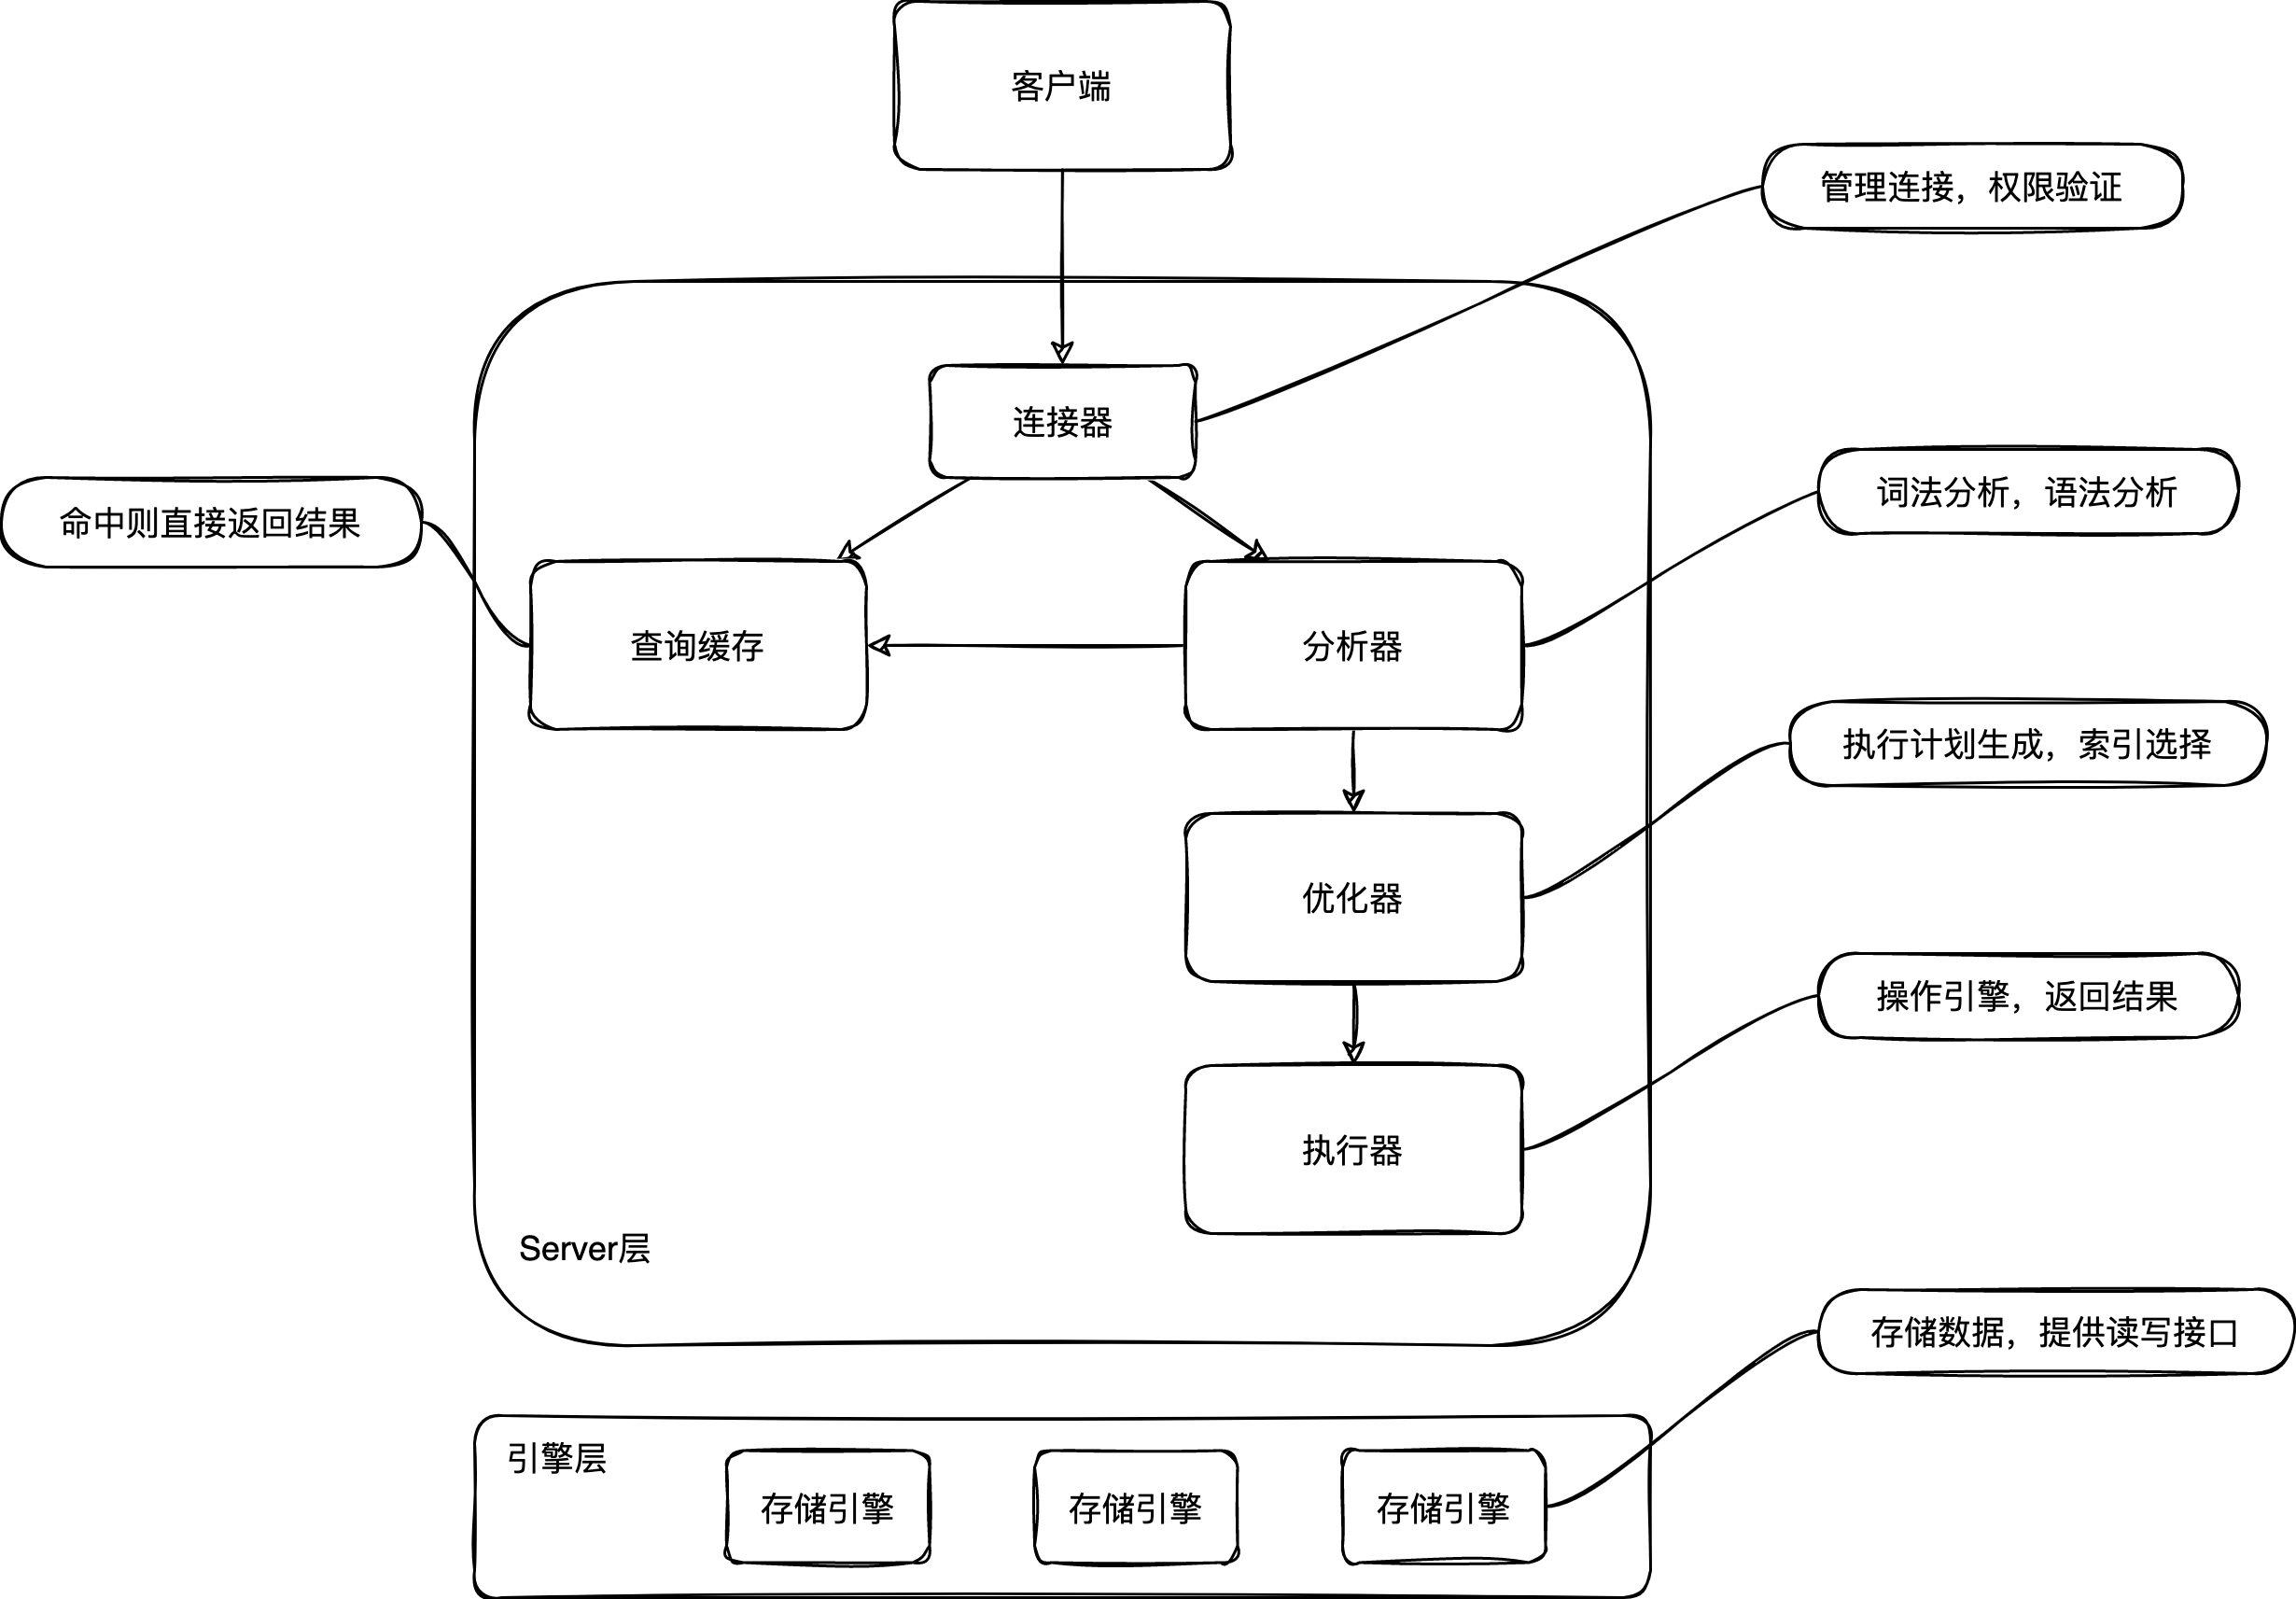 客户端
管理连接，权限验证
连接器
词法分析，语法分析
命中则直接返回结果
查询缓存
分析器
执行计划生成，索引选择
优化器
操作引擎，返回结果
执行器
Server层
存储数据，提供读写接口
引擎层
存储引擎
存储引擎
存储引擎